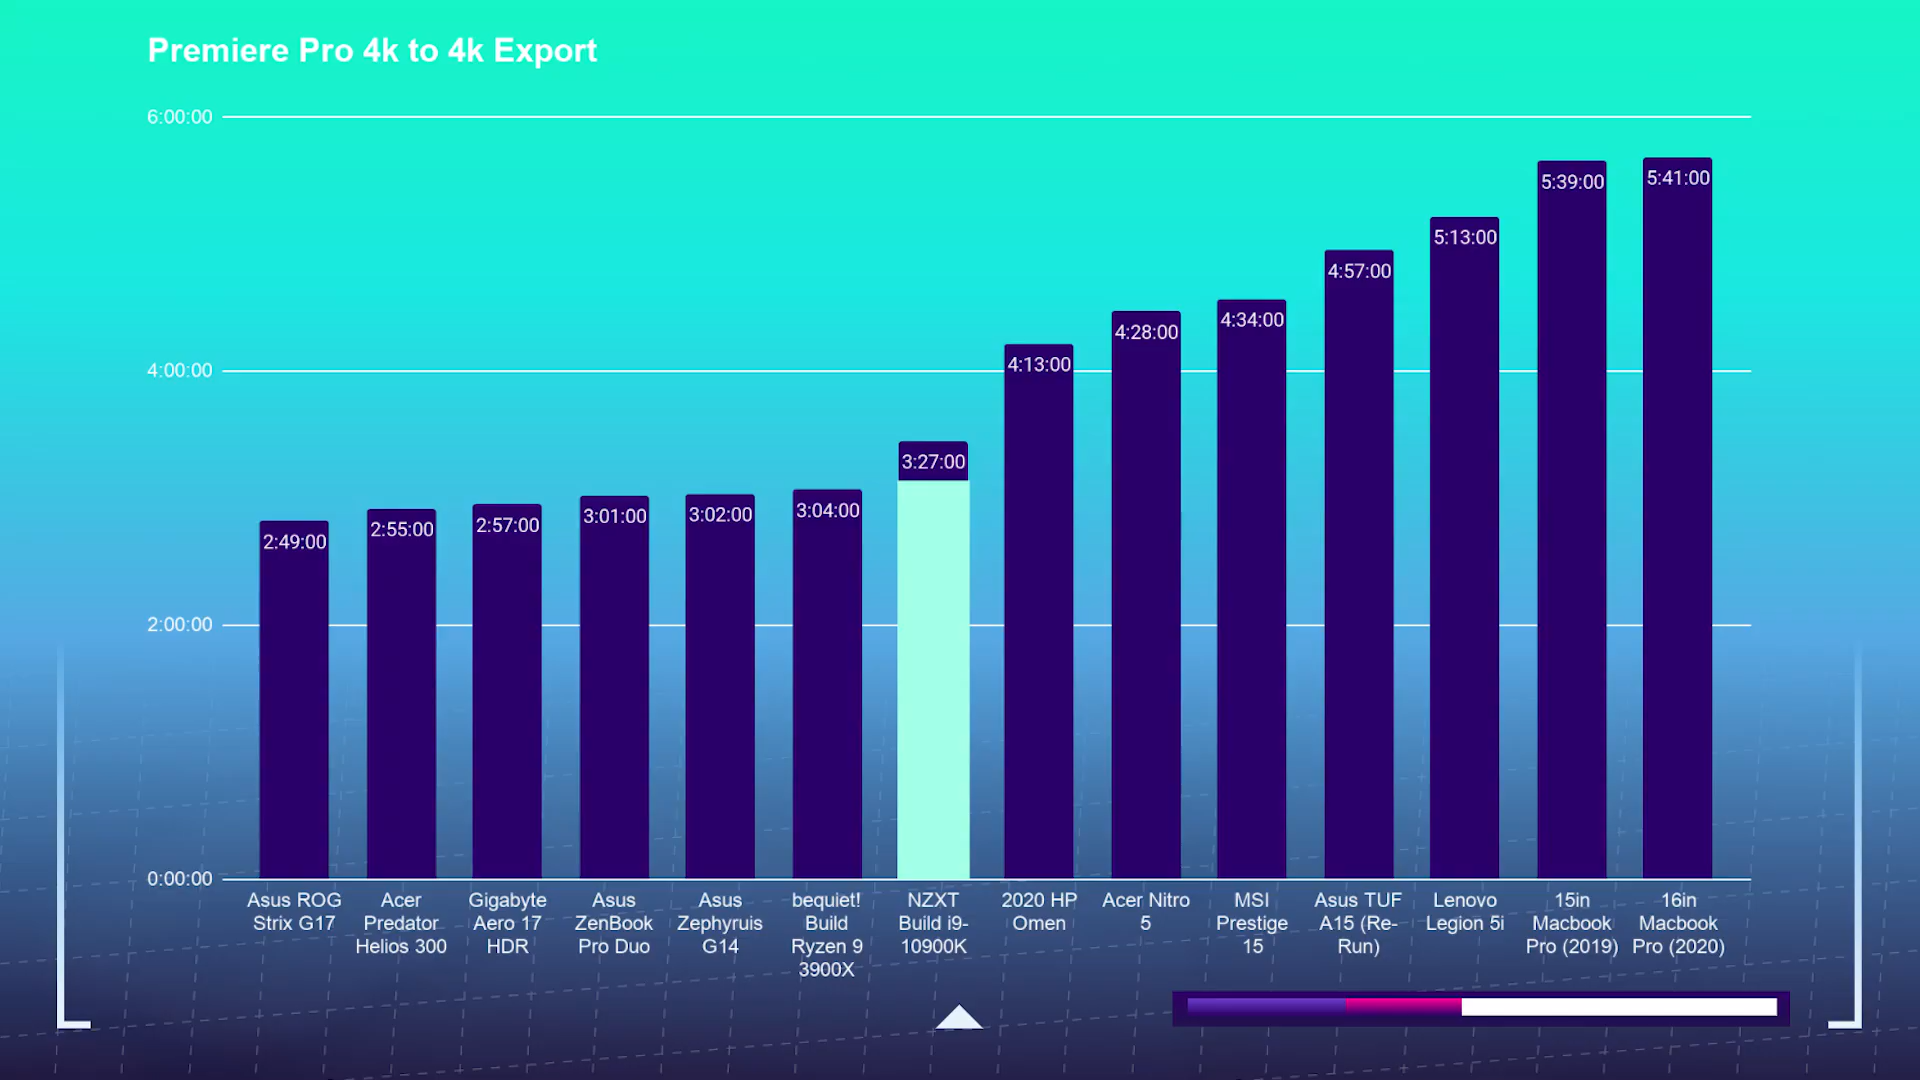 Premiere Pro 4k to 4k Export
6:00:00
4:00:00
2:00:00
0:00:00
2:49:00
2:55:00
2:57:00
3:01:00
3:02:00
3:04:00
3:27:00
4:13:00
4:28:00
4:34:00
4:57:00
5:13:00
5:39:00
5:41:00
Asus ROG
Strix G17
Acer
Predator
Helios 300
Gigabyte
Aero 17
HDR
Asus
ZenBook
Pro Duo
Asus
Zephyruis
G14
bequiet!
Build
Ryzen 9
3900X
NZXT
Build i9-
10900K
2020 HP
Omen
Acer Nitro
5
MSI
Prestige
15
Asus TUF
A15 (Re-
Run)
Lenovo
Legion 5i
15in
Macbook
Pro (2019)
16in
Macbook
Pro (2020)